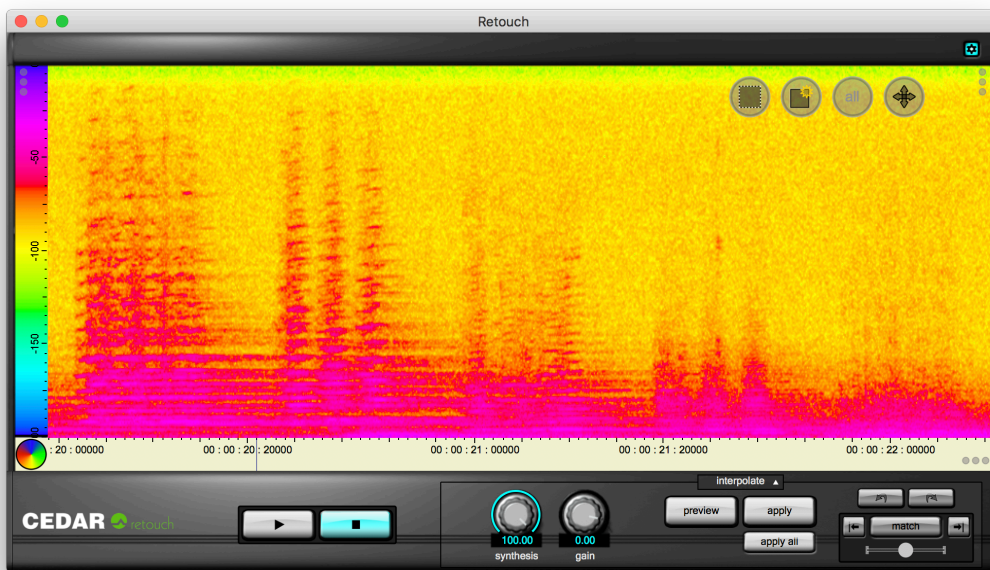 Retouch
all
-50
-100
-150
: 20 : 00000
00 : 00 : 20 : 20000
00 : 00 : 21 : 00000
00 : 00 : 21 : 20000
00 : 00 : 22 : 00000
interpolate
CEDAR retouch
preview
apply
match
100.00
0.00
apply all
synthesis
gain